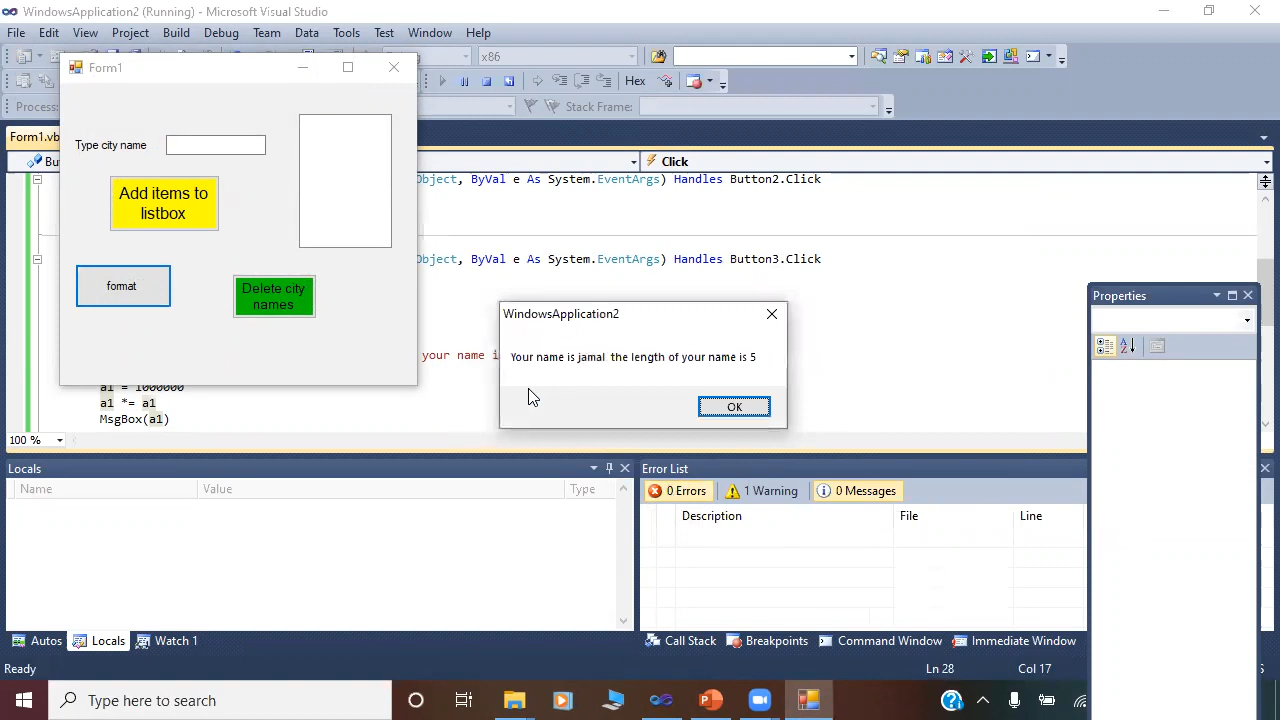 WindowsApplication2 (Running) - Microsoft Visual Studio
File Edit View Project Build Debug Team Data Tools Test Window Help
x86
Hex
Process:
Stack Frame:
Form1
Form1.vb
Type city name
Add items to
listbox
format
Delete city
names
Click
Object, ByVal e As System.EventArgs) Handles Button2.Click
Object, ByVal e As System.EventArgs) Handles Button3.Click
your name i
a1 = 1000000
a1 *= a1
MsgBox(a1)
WindowsApplication2
Your name is jamal the length of your name is 5
OK
Properties
100 %
Locals
Name Value Type
Error List
0 Errors 1 Warning 0 Messages
Description File Line
Autos Locals Watch 1
Call Stack Breakpoints Command Window Immediate Window
Ready Ln 28 Col 17
Type here to search